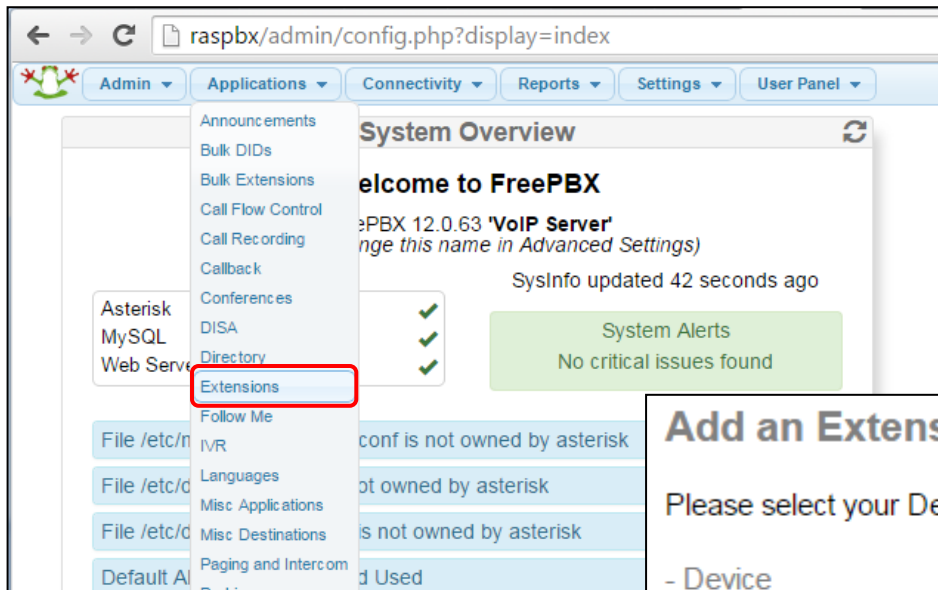 raspbx/admin/config.php?display=index
Admin Applications Connectivity Reports Settings User Panel
Announcements
Bulk DIDs
Bulk Extensions
Call Flow Control
Call Recording
Callback
Conferences
DISA
Directory
Extensions
Follow Me
IVR
Languages
Misc Applications
Misc Destinations
Paging and Intercom
System Overview
elcome to FreePBX
ePBX 12.0.63 'VoIP Server'
nge this name in Advanced Settings)
SysInfo updated 42 seconds ago
Asterisk
MySQL
Web Serve
System Alerts
No critical issues found
File /etc/ conf is not owned by asterisk
File /etc/d ot owned by asterisk
File /etc/d is not owned by asterisk
Default Al d Used
Add an Extens
Please select your De
- Device